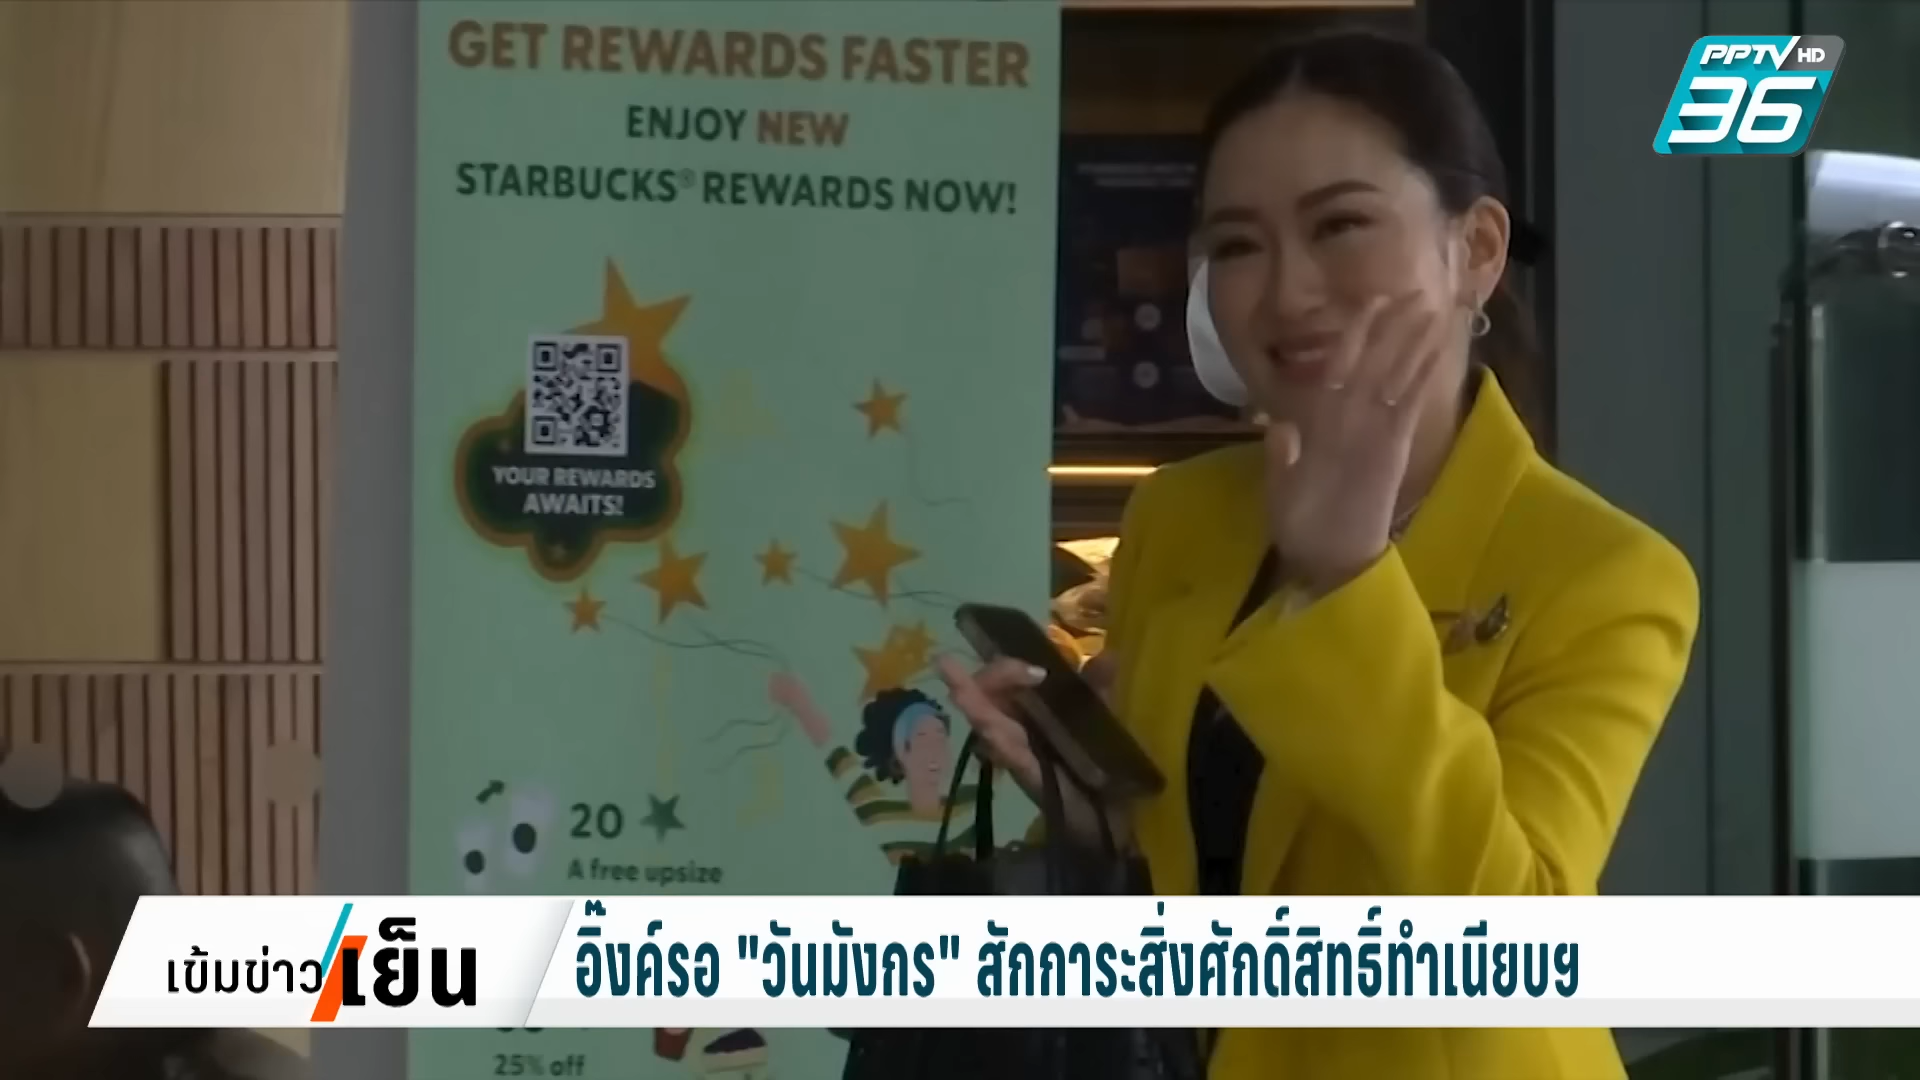 GET REWARDS FASTER
ENJOY NEW
STARBUCKS® REWARDS NOW!
PPTV HD
36
YOUR REWARDS
AWAITS!
20
A free upsize
เข้มข่าวเย็น
อิ๊งค์รอ "วันมังกร" สักการะสิ่งศักดิ์สิทธิ์ทำเนียบฯ
25% off